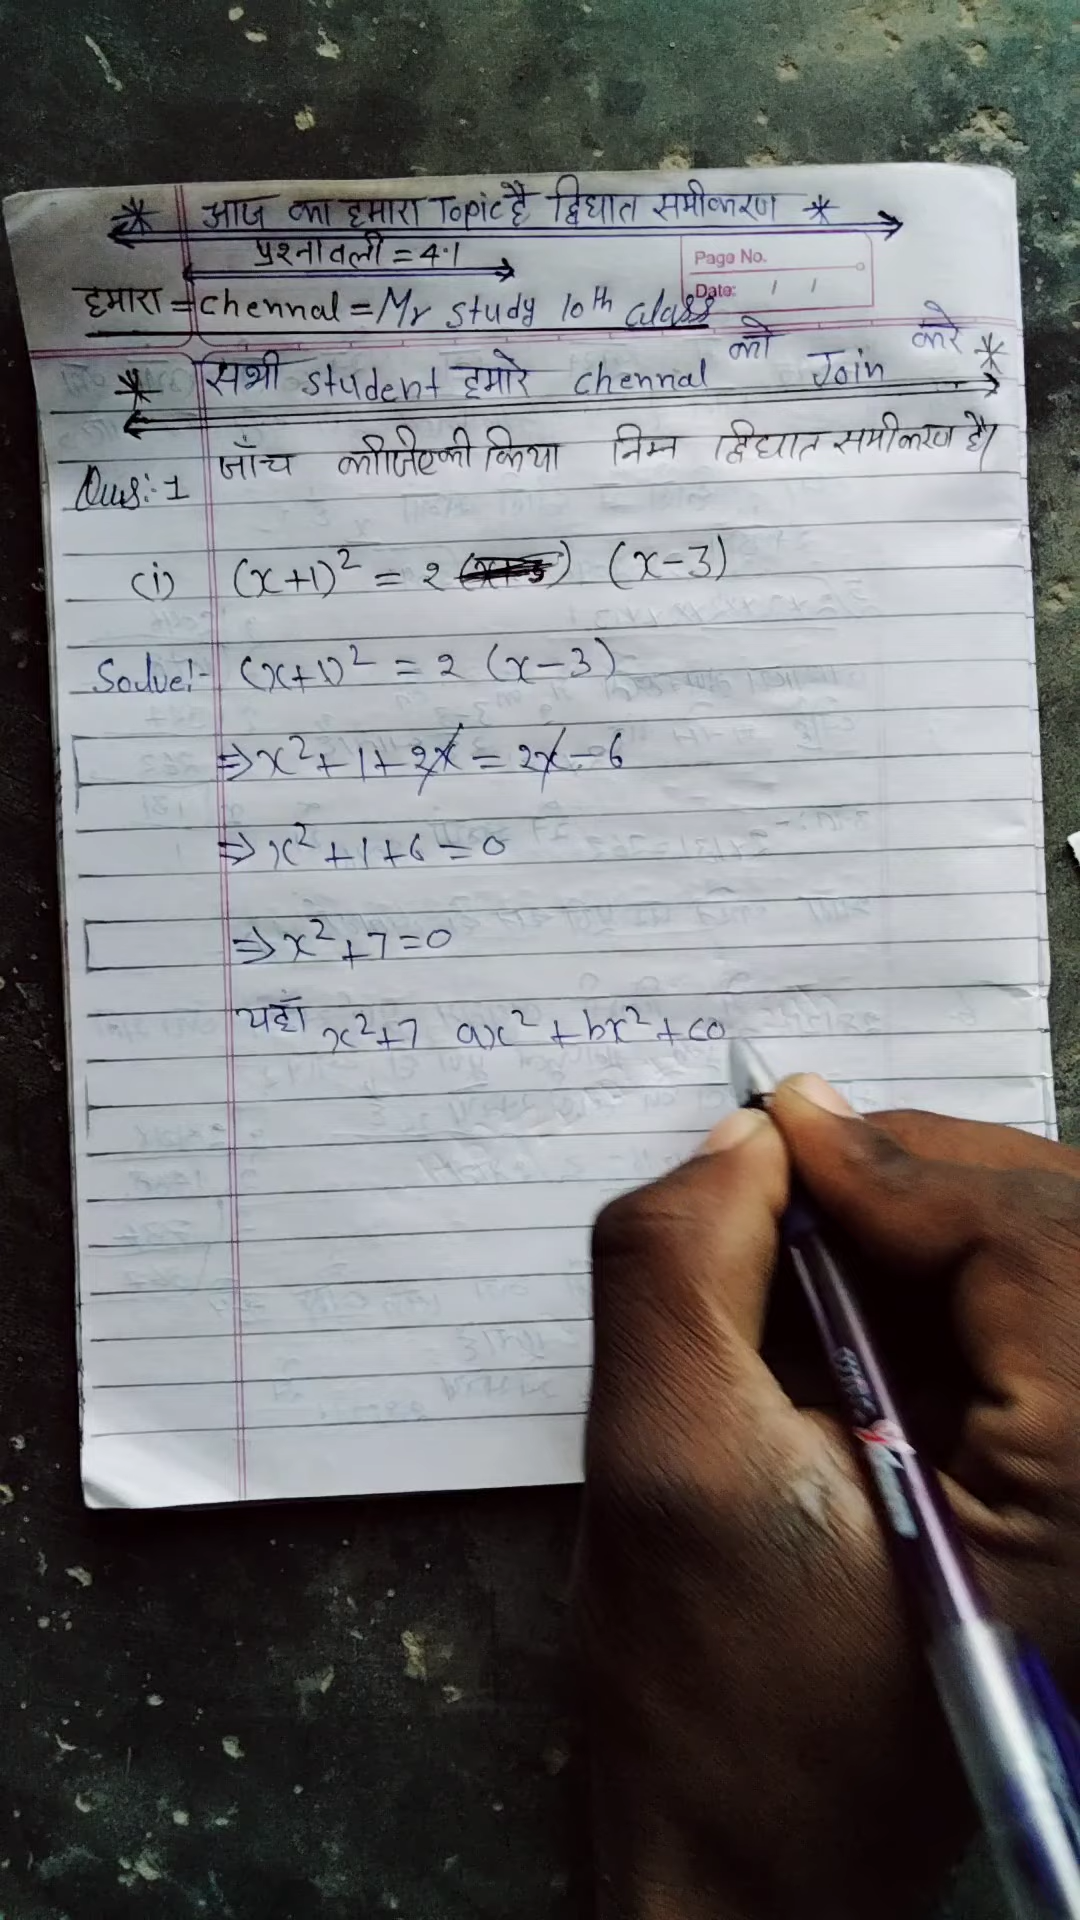 * आज का हमारा Topic है द्विघात समीकरण *
प्रश्नावली = 4.1
Page No.
Date: / /
हमारा = chennal = Mr study 10th class
* सभी student हमारे chennal को Join करे *
Ques:- 1 जाँच कीजिए की किया निम्न द्विघात समीकरण है।
(i) (x+1)² = 2 (x-3)
Solve:- (x+1)² = 2 (x-3)
⇒ x² + 1 + 2x = 2x - 6
⇒ x² + 1 + 6 = 0
⇒ x² + 7 = 0
यहाँ x² + 7 ax² + bx² + co